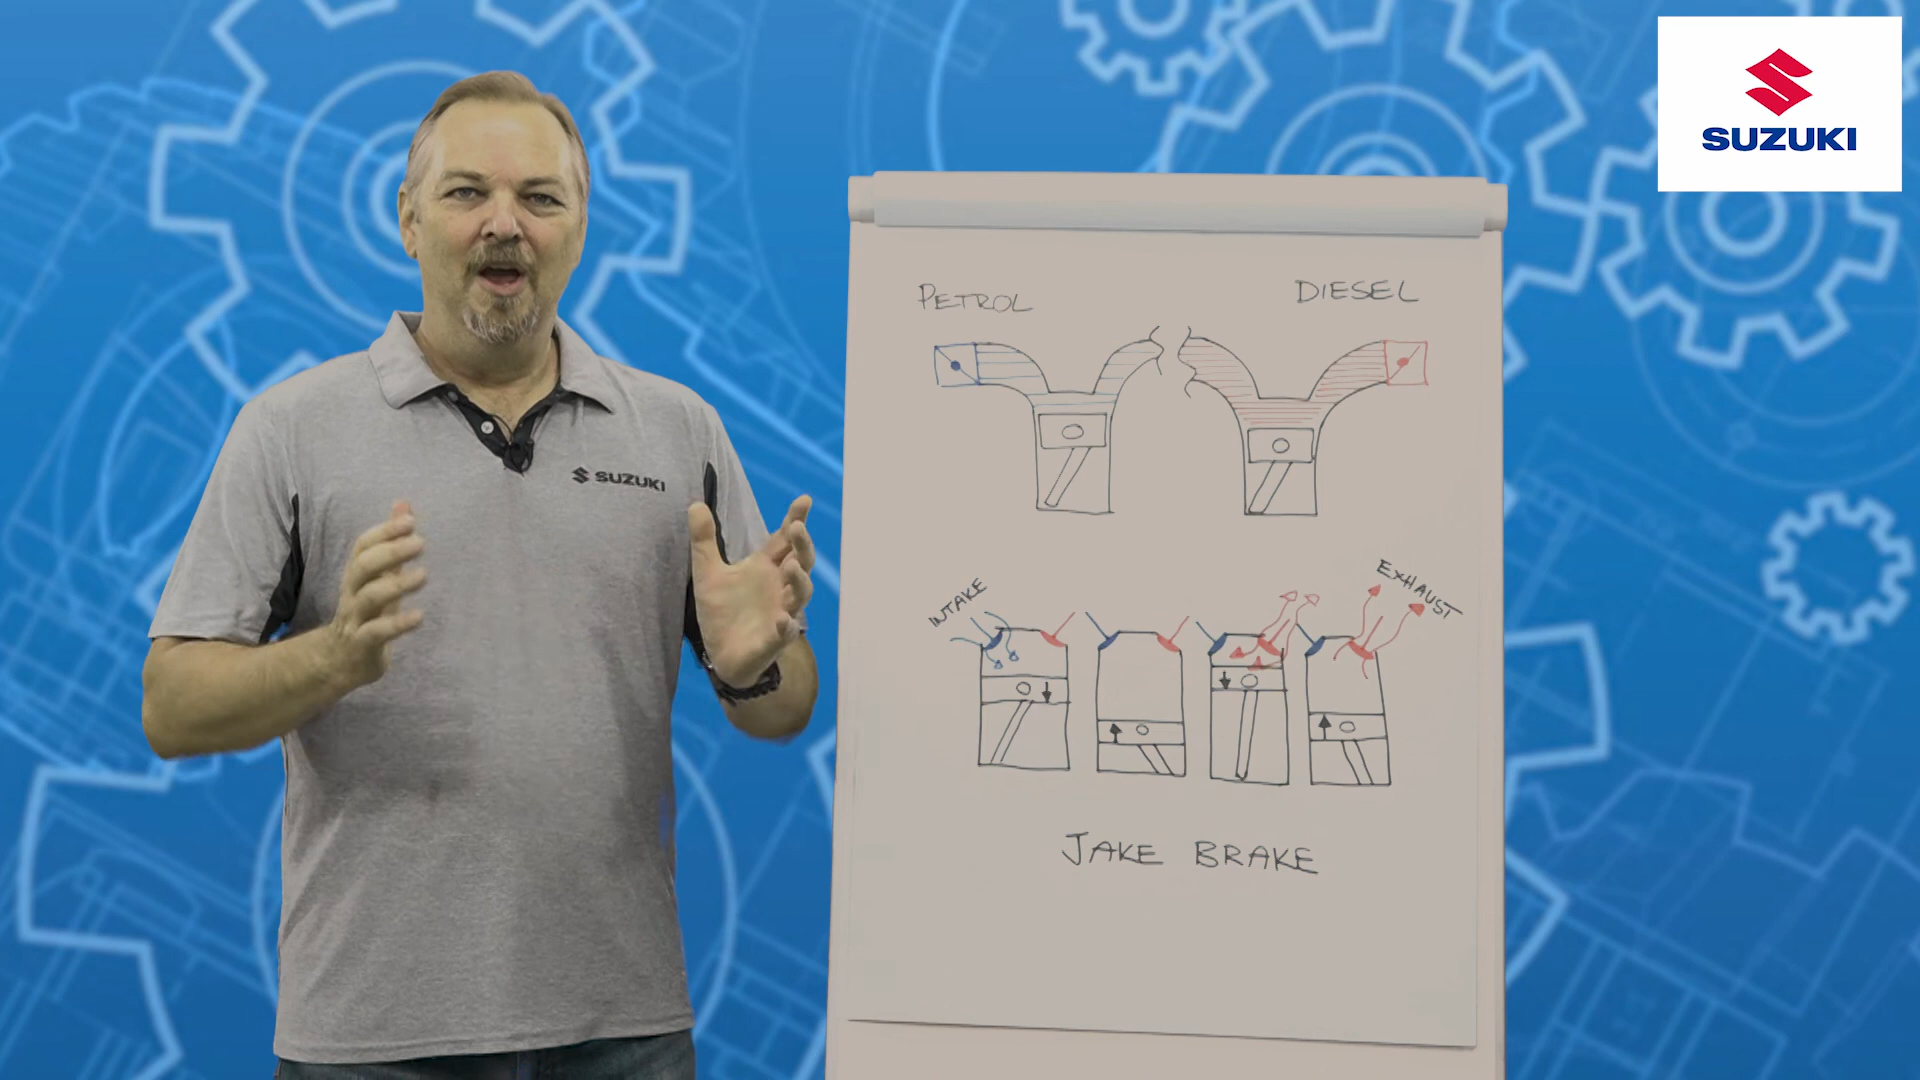 SUZUKI
SUZUKI
PETROL
DIESEL
INTAKE
EXHAUST
JAKE BRAKE